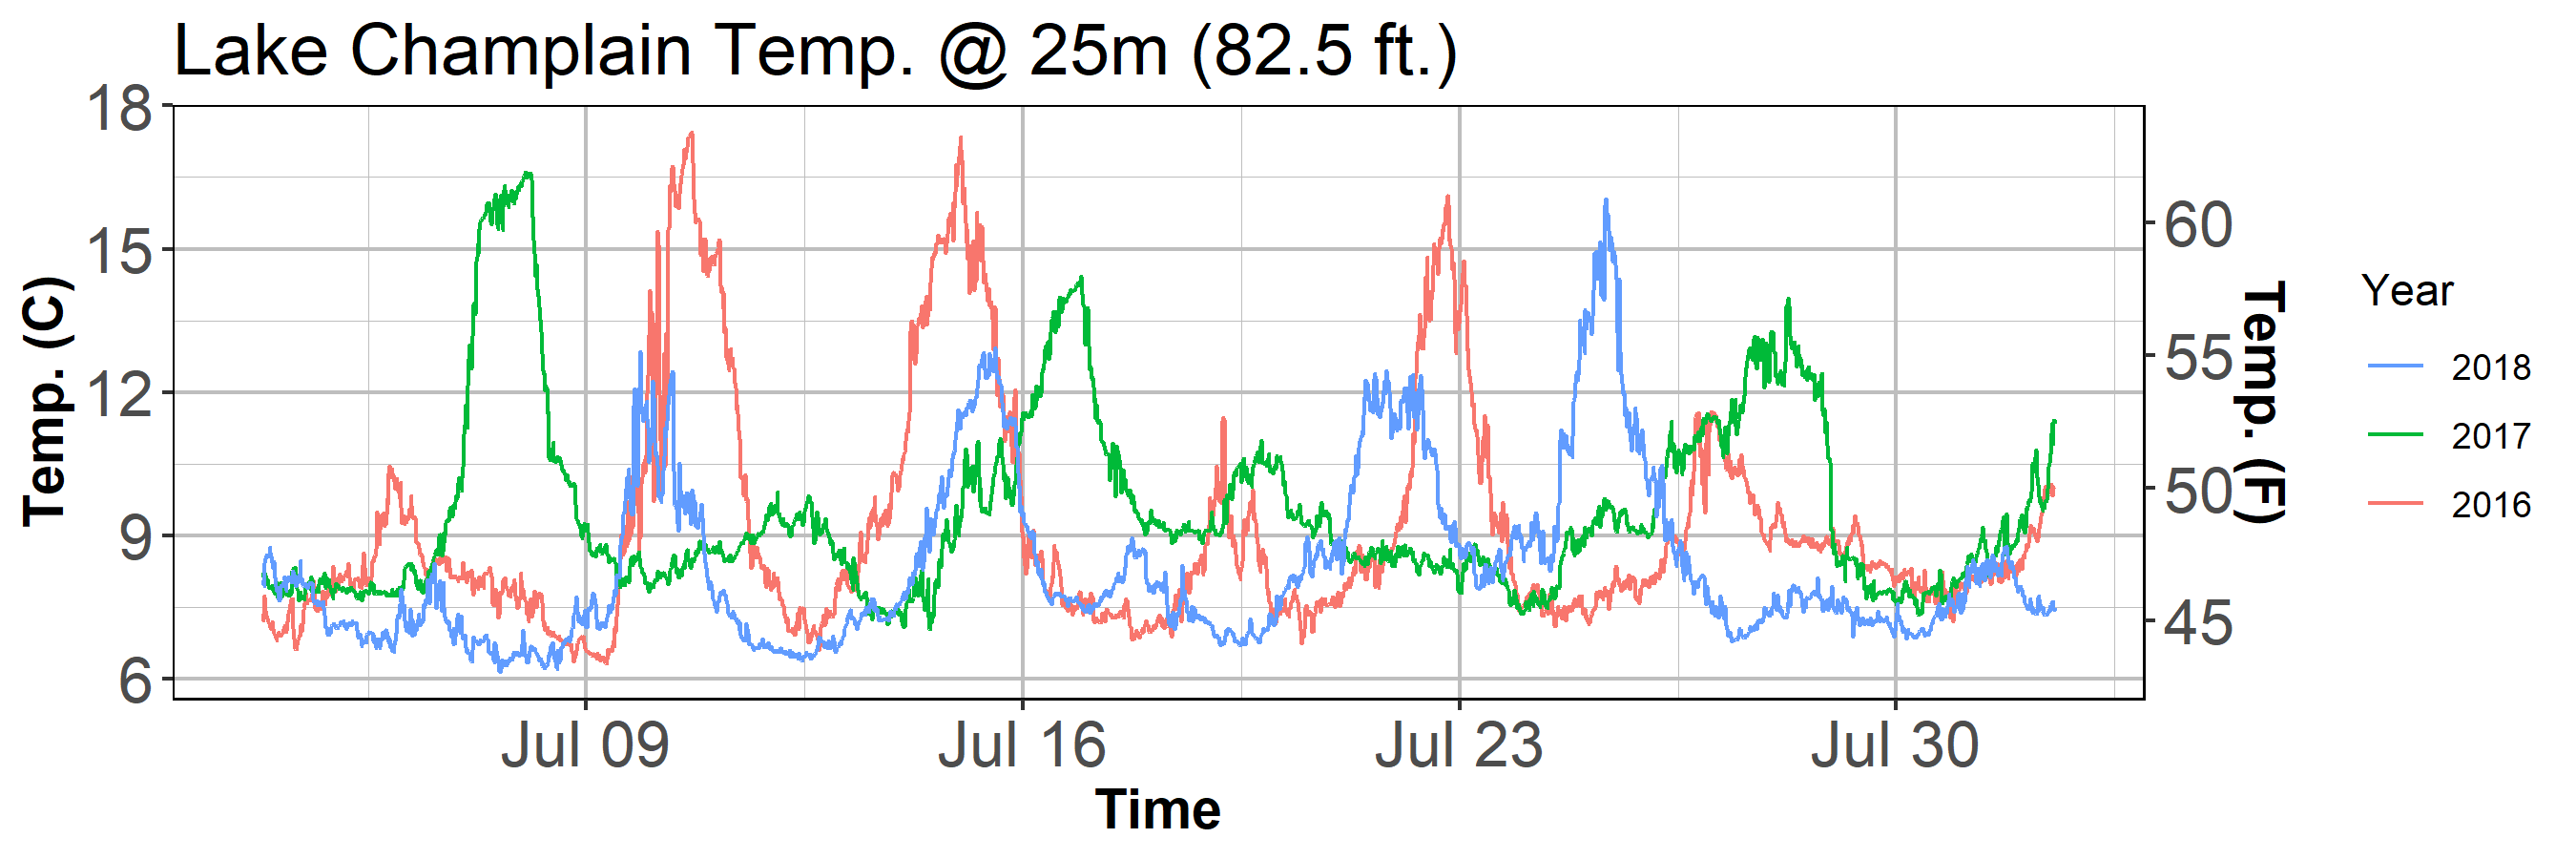 Lake Champlain Temp. @ 25m (82.5 ft.)
18
15
12
9
6
Temp. (C)
60
55
50
45
Temp. (F)
Jul 09
Jul 16
Jul 23
Jul 30
Time
Year
2018
2017
2016